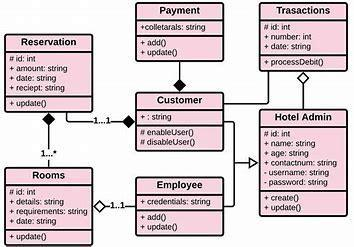 Payment
+colletarals: string
+ add()
+ update()
Trasactions
# id: int
+ number: int
+ date: string
+ processDebit()
Reservation
# id: int
+ amount: string
+ date: string
+ reciept: string
+ update()
Customer
+ : string
# enableUser()
# disableUser()
1...1
1...*
Hotel Admin
# id: int
+ name: string
+ age: string
+ contactnum: string
- username: string
- password: string
+ create()
+ update()
Rooms
# id: int
+ details: string
+ requirements: string
+ date: string
+ update()
1..1
Employee
+ credentials: string
+ add()
+ update()